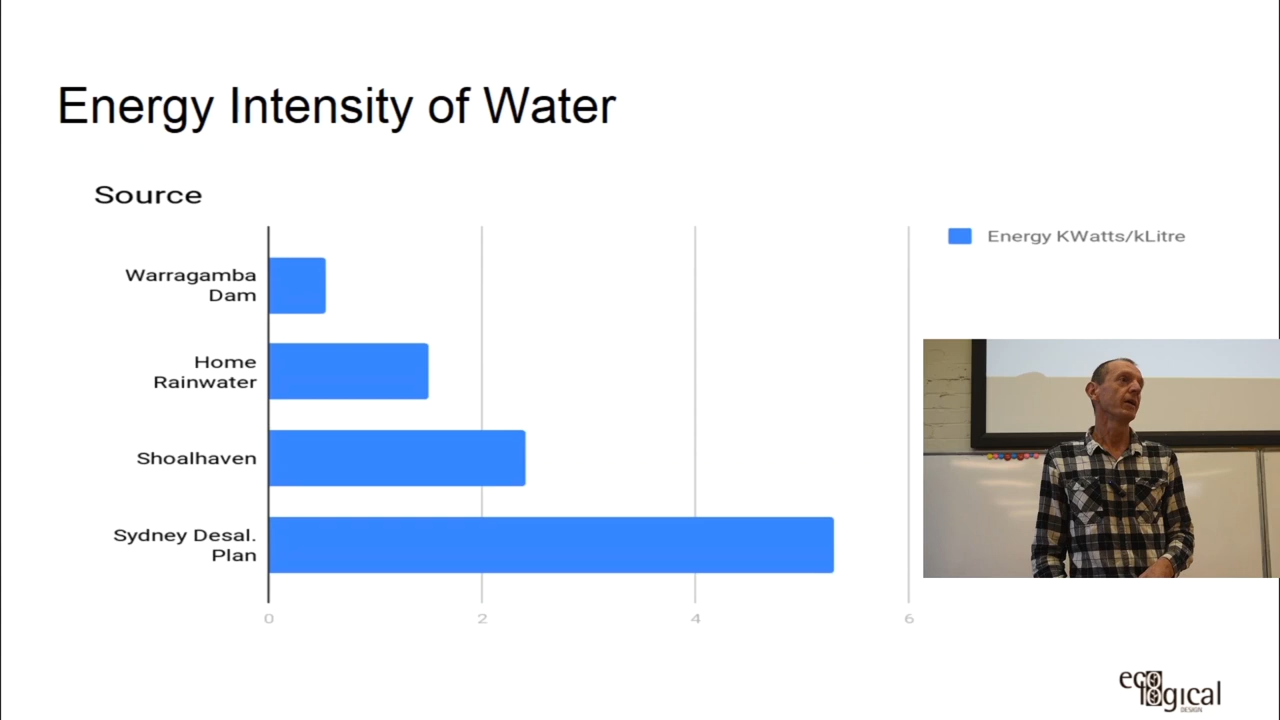 Energy Intensity of Water
Source
Energy KWatts/kLitre
Warragamba
Dam
Home
Rainwater
Shoalhaven
Sydney Desal.
Plan
0 2 4 6
ecological
DESIGN